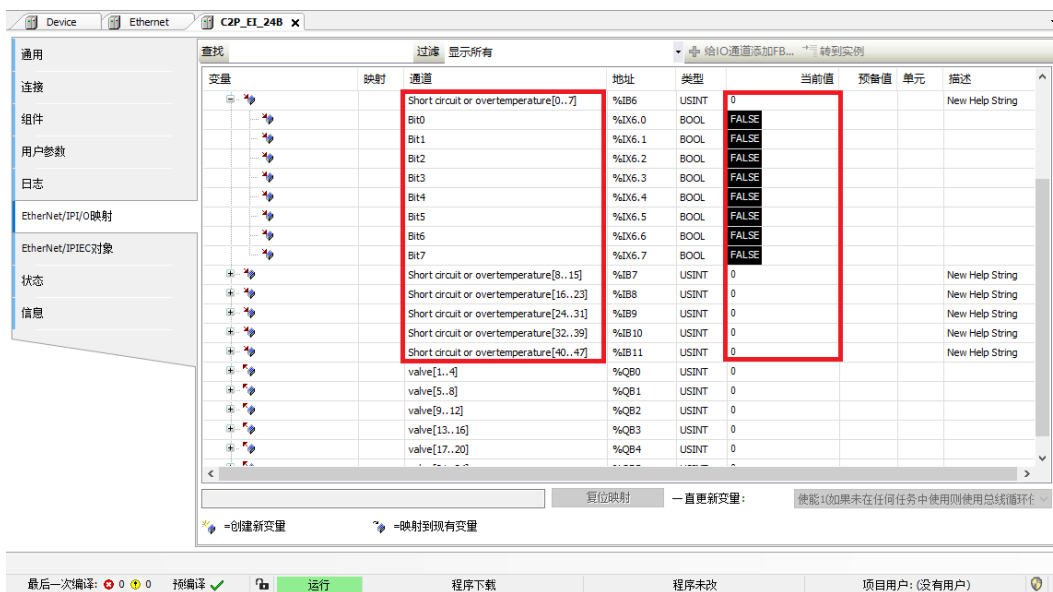 Device Ethernet C2P_EI_24B X
通用
连接
组件
用户参数
日志
EtherNet/IPI/O映射
EtherNet/IPIEC对象
状态
信息
查找 过滤 显示所有 给IO通道添加FB... 转到实例
变量 映射 通道 地址 类型 当前值 预备值 单元 描述
Short circuit or overtemperature[0..7] %IB6 USINT 0 New Help String
Bit0 %IX6.0 BOOL FALSE
Bit1 %IX6.1 BOOL FALSE
Bit2 %IX6.2 BOOL FALSE
Bit3 %IX6.3 BOOL FALSE
Bit4 %IX6.4 BOOL FALSE
Bit5 %IX6.5 BOOL FALSE
Bit6 %IX6.6 BOOL FALSE
Bit7 %IX6.7 BOOL FALSE
Short circuit or overtemperature[8..15] %IB7 USINT 0 New Help String
Short circuit or overtemperature[16..23] %IB8 USINT 0 New Help String
Short circuit or overtemperature[24..31] %IB9 USINT 0 New Help String
Short circuit or overtemperature[32..39] %IB10 USINT 0 New Help String
Short circuit or overtemperature[40..47] %IB11 USINT 0 New Help String
valve[1..4] %QB0 USINT 0
valve[5..8] %QB1 USINT 0
valve[9..12] %QB2 USINT 0
valve[13..16] %QB3 USINT 0
valve[17..20] %QB4 USINT 0
复位映射 一直更新变量: 使能1(如果未在任何任务中使用则使用总线循环任
=创建新变量 =映射到现有变量
最后一次编译: 0 0 预编译 运行 程序下载 程序未改 项目用户: (没有用户)